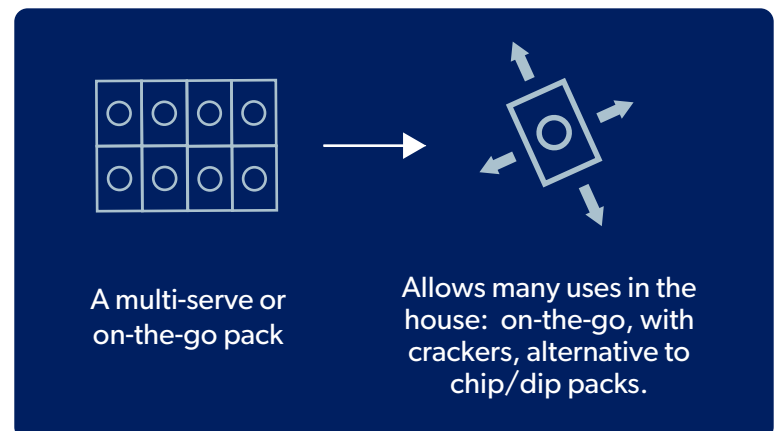 A multi-serve or
on-the-go pack
Allows many uses in the
house: on-the-go, with
crackers, alternative to
chip/dip packs.